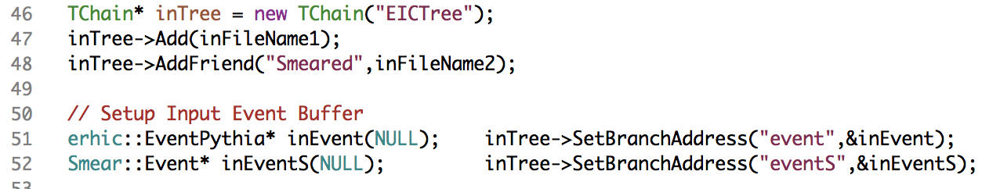 46 TChain* inTree = new TChain("EICTree");
47 inTree->Add(inFileName1);
48 inTree->AddFriend("Smeared",inFileName2);
49
50 // Setup Input Event Buffer
51 erhic::EventPythia* inEvent(NULL); inTree->SetBranchAddress("event",&inEvent);
52 Smear::Event* inEventS(NULL); inTree->SetBranchAddress("eventS",&inEventS);
53